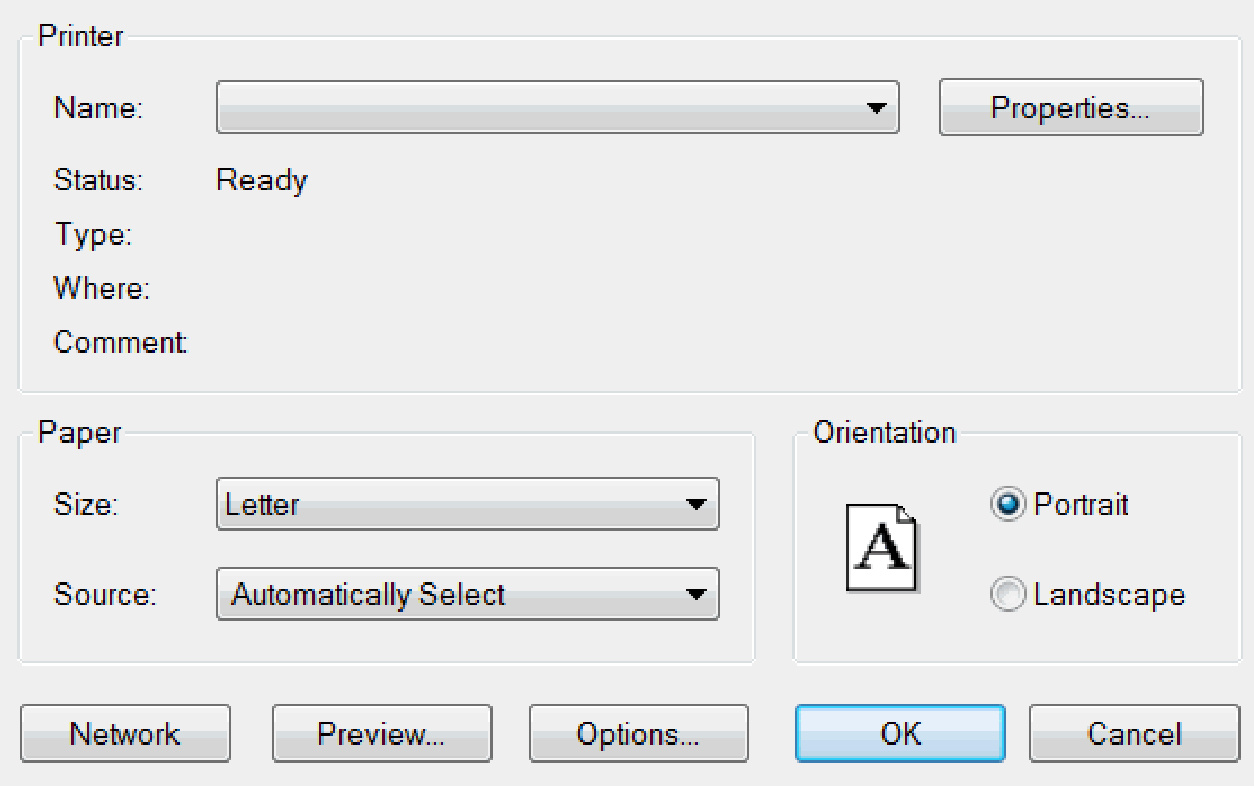 Printer
Name: Properties...
Status: Ready
Type:
Where:
Comment:
Paper
Size: Letter
Source: Automatically Select
Orientation
A
Portrait
Landscape
Network Preview... Options... OK Cancel